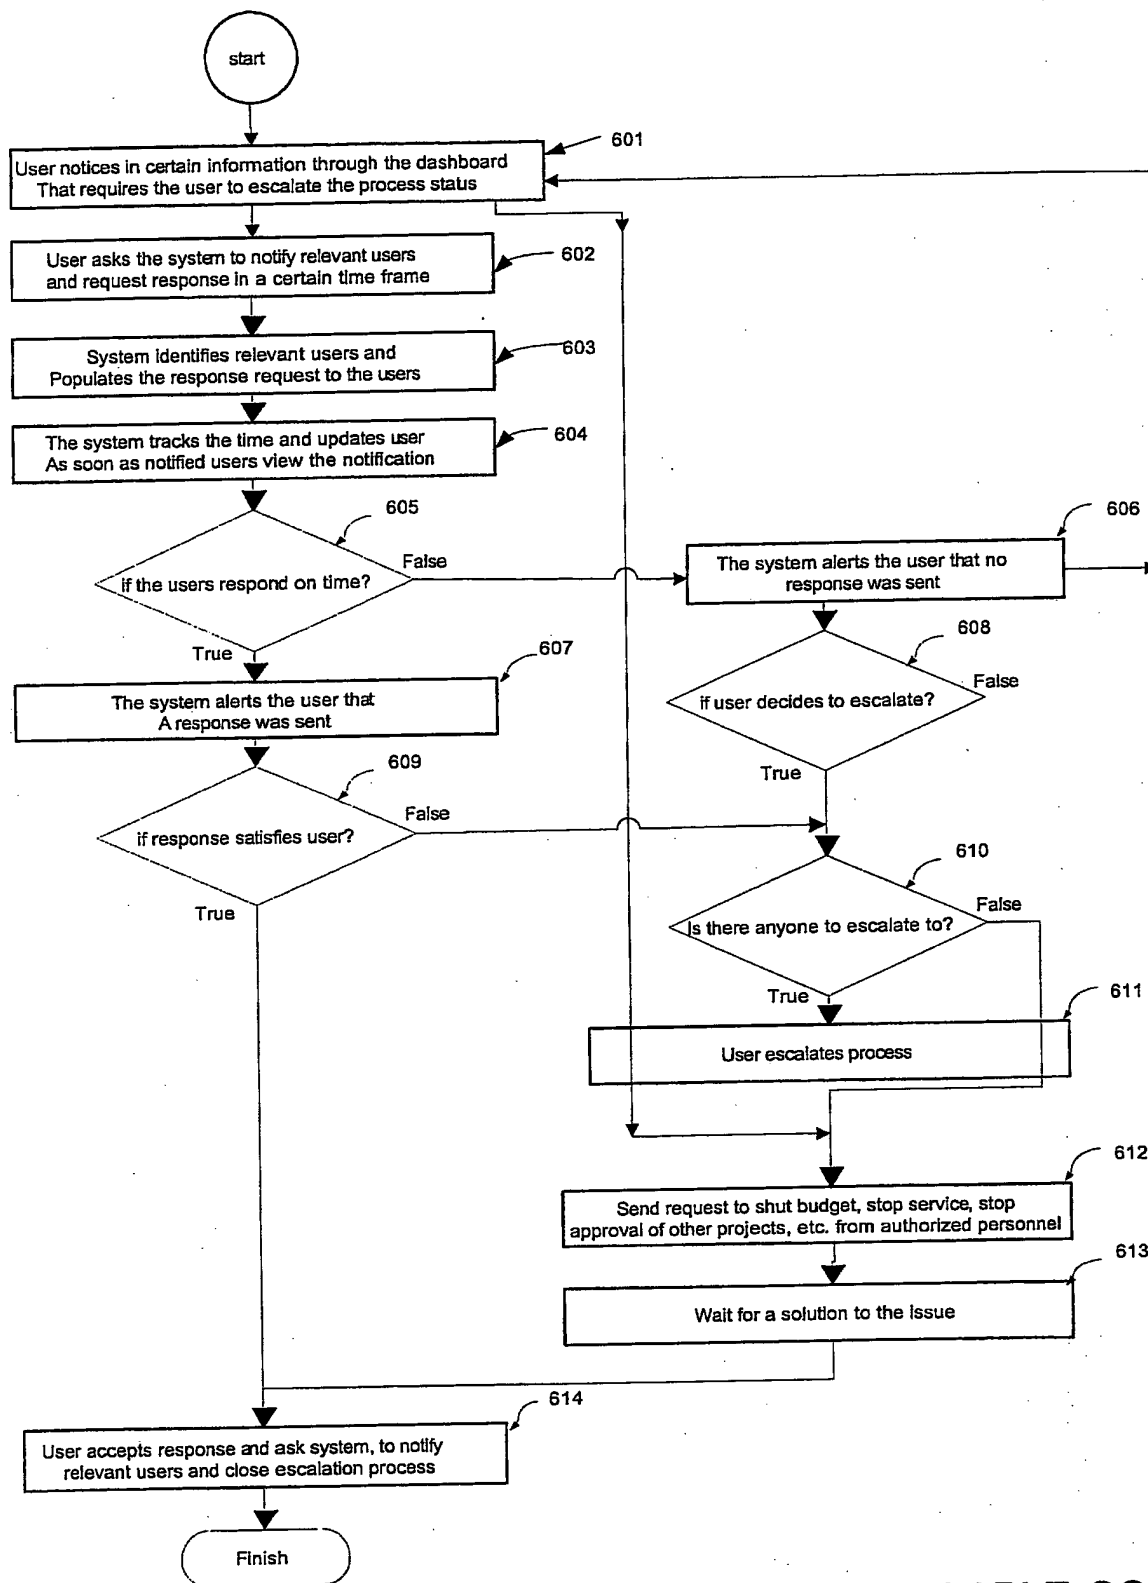 start
601
User notices in certain information through the dashboard
That requires the user to escalate the process status
602
User asks the system to notify relevant users
and request response in a certain time frame
603
System identifies relevant users and
Populates the response request to the users
604
The system tracks the time and updates user
As soon as notified users view the notification
605
if the users respond on time?
False
True
606
The system alerts the user that no
response was sent
607
The system alerts the user that
A response was sent
608
if user decides to escalate?
False
True
609
if response satisfies user?
False
True
610
Is there anyone to escalate to?
False
True
611
User escalates process
612
Send request to shut budget, stop service, stop
approval of other projects, etc. from authorized personnel
613
Wait for a solution to the issue
614
User accepts response and ask system, to notify
relevant users and close escalation process
Finish